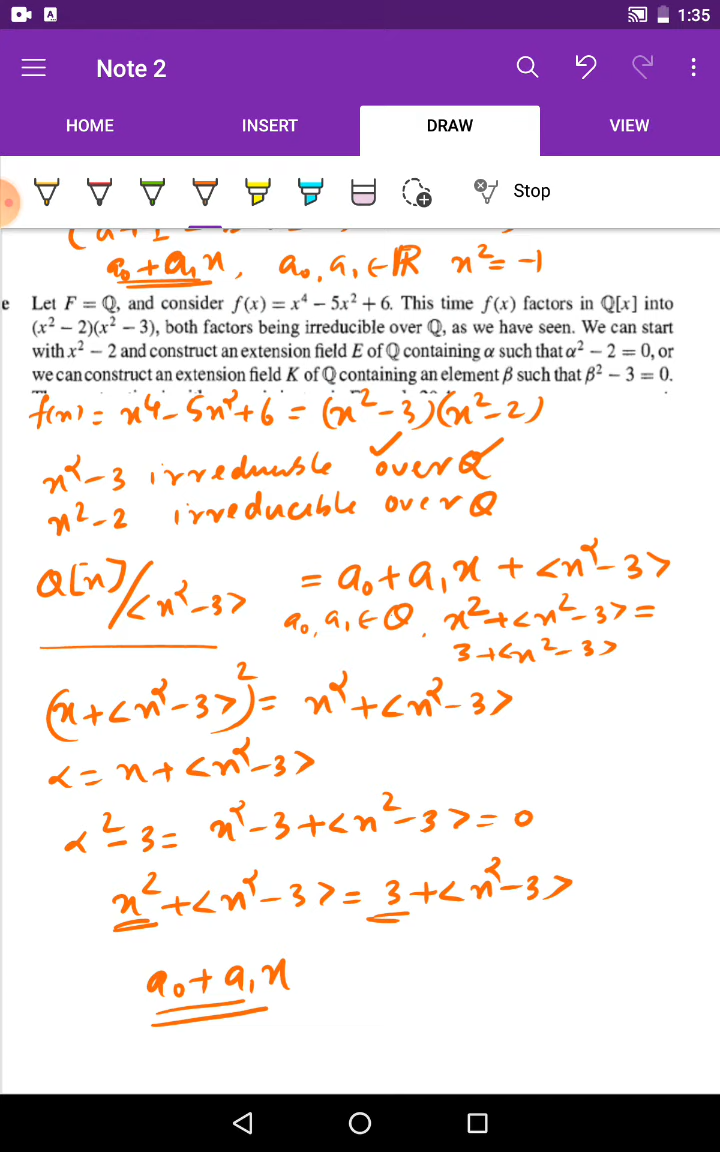 1:35
Note 2
HOME INSERT DRAW VIEW
Stop
a₀+a₁x, a₀,a₁∈ℝ x²=-1
e Let F = ℚ, and consider f(x) = x⁴ – 5x² + 6. This time f(x) factors in ℚ[x] into
(x² – 2)(x² – 3), both factors being irreducible over ℚ, as we have seen. We can start
with x² – 2 and construct an extension field E of ℚ containing α such that α² – 2 = 0, or
we can construct an extension field K of ℚ containing an element β such that β² – 3 = 0.
f(x) = x⁴-5x²+6 = (x²-3)(x²-2)
x²-3 irreducible over Q
x²-2 irreducible over Q
Q[x]/<x²-3> = a₀+a₁x+<x²-3>
a₀,a₁∈Q, x²+<x²-3>=
3+<x²-3>
(x+<x²-3>)² = x²+<x²-3>
α = x+<x²-3>
α²-3 = x²-3+<x²-3> = 0
x²+<x²-3> = 3+<x²-3>
a₀+a₁x